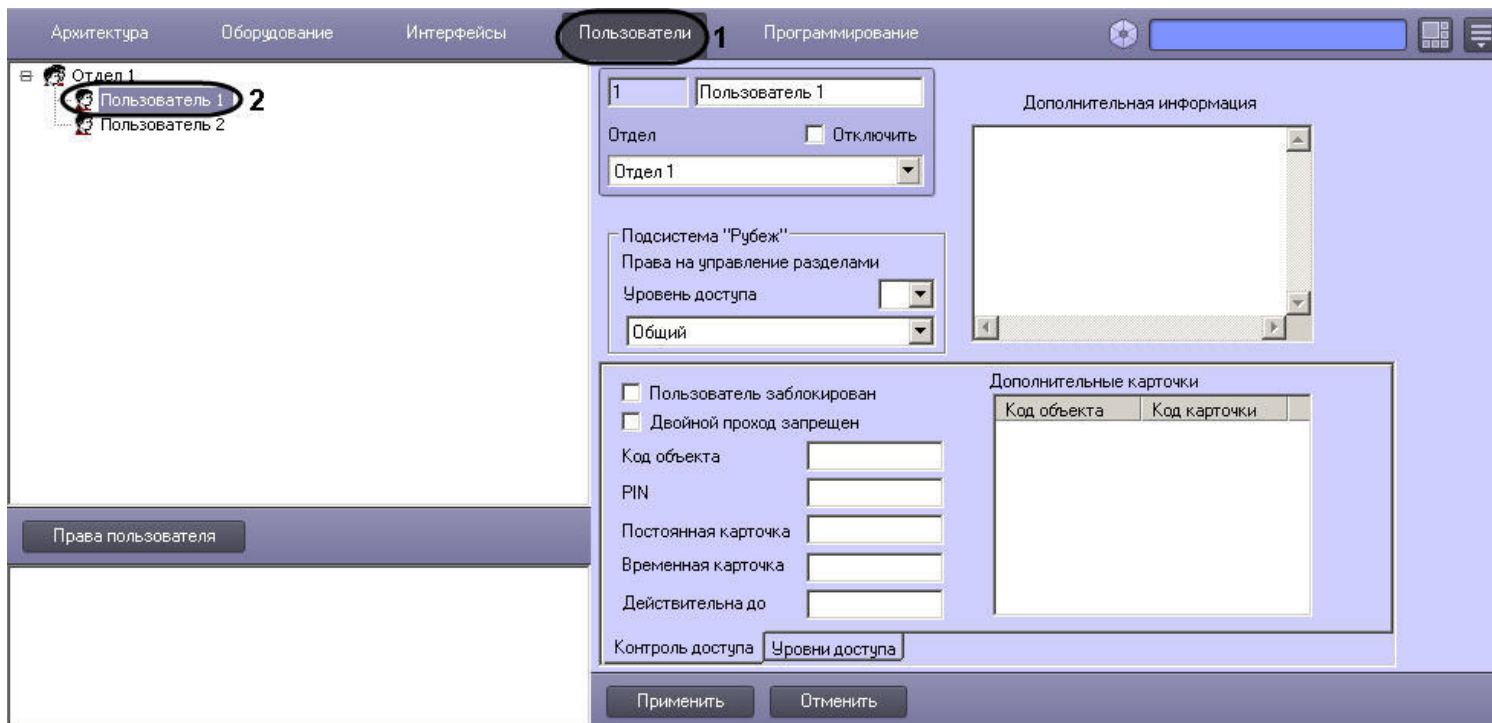 Архитектура Оборудование Интерфейсы Пользователи 1 Программирование
Отдел 1
Пользователь 1 2
Пользователь 2
Права пользователя
1 Пользователь 1
Отдел Отключить
Отдел 1
Дополнительная информация
Подсистема "Рубеж"
Права на управление разделами
Уровень доступа
Общий
Пользователь заблокирован
Двойной проход запрещен
Код объекта
PIN
Постоянная карточка
Временная карточка
Действительна до
Дополнительные карточки
Код объекта Код карточки
Контроль доступа Уровни доступа
Применить Отменить